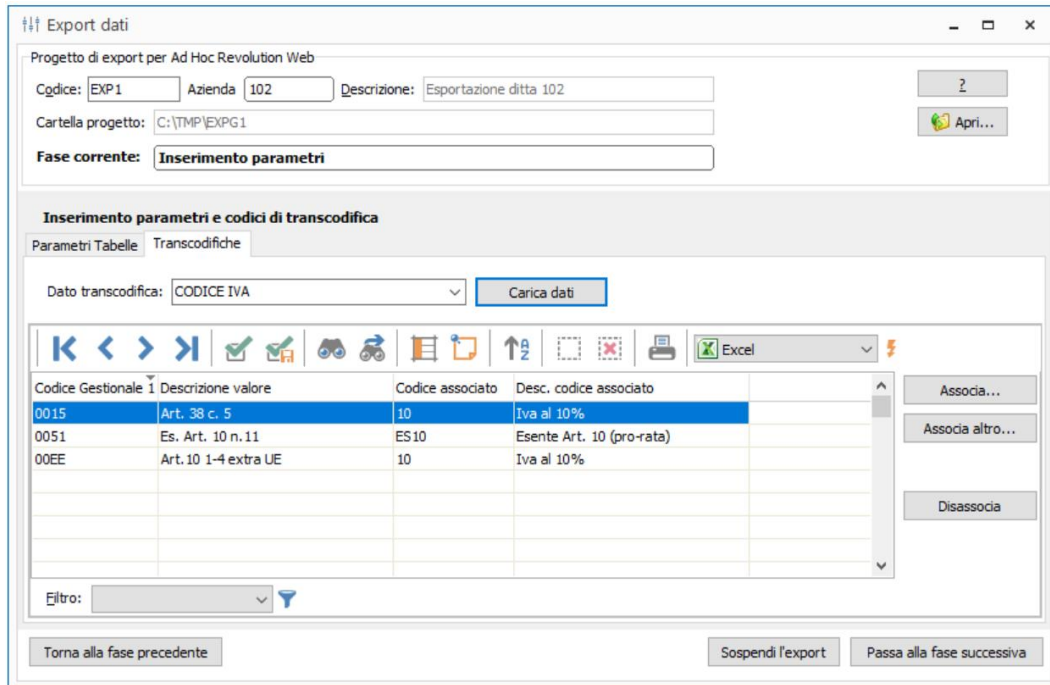 Export dati
Progetto di export per Ad Hoc Revolution Web
Codice: EXP1 Azienda 102 Descrizione: Esportazione ditta 102 ?
Cartella progetto: C:\TMP\EXPG1 Apri...
Fase corrente: Inserimento parametri
Inserimento parametri e codici di transcodifica
Parametri Tabelle Transcodifiche
Dato transcodifica: CODICE IVA Carica dati
Excel
Codice Gestionale 1 Descrizione valore Codice associato Desc. codice associato Associa...
0015 Art. 38 c. 5 10 Iva al 10%
0051 Es. Art. 10 n.11 ES10 Esente Art. 10 (pro-rata) Associa altro...
00EE Art.10 1-4 extra UE 10 Iva al 10%
Disassocia
Filtro:
Torna alla fase precedente Sospendi l'export Passa alla fase successiva